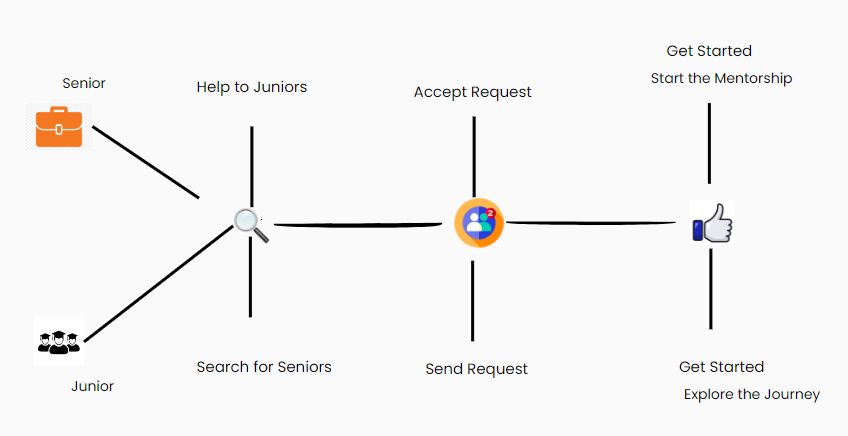 Senior
Help to Juniors
Accept Request
Get Started
Start the Mentorship
2
Junior
Search for Seniors
Send Request
Get Started
Explore the Journey